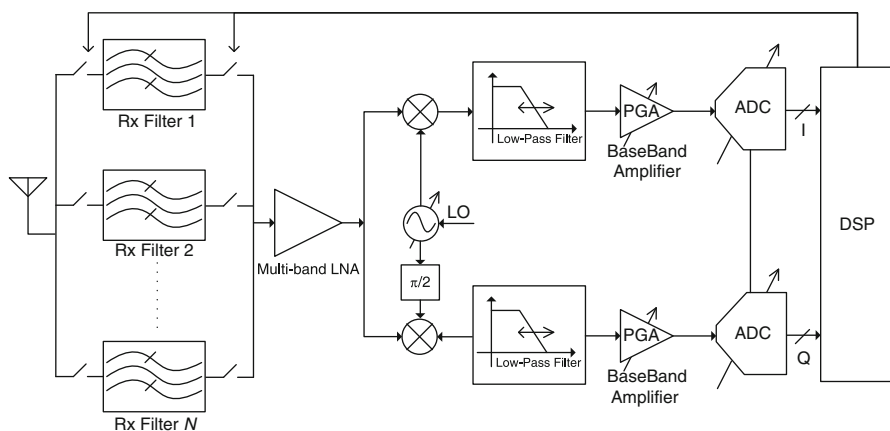 Rx Filter 1
Rx Filter 2
Rx Filter N
Multi-band LNA
LO
π/2
Low-Pass Filter
PGA
BaseBand
Amplifier
ADC
I
Low-Pass Filter
PGA
BaseBand
Amplifier
ADC
Q
DSP